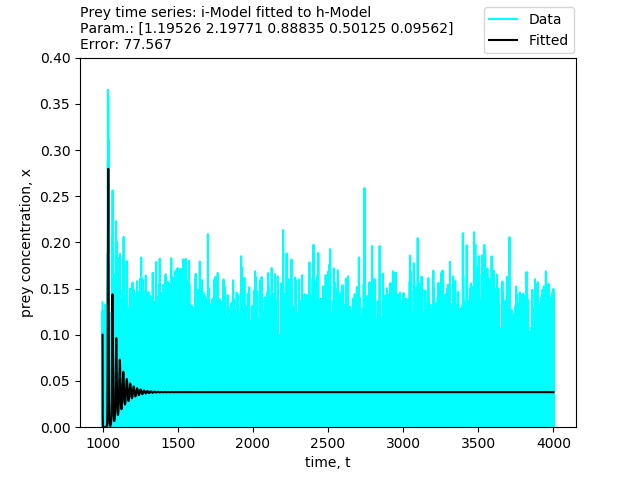 Prey time series: i-Model fitted to h-Model
Param.: [1.19526 2.19771 0.88835 0.50125 0.09562]
Error: 77.567
Data
Fitted
0.40
0.35
0.30
0.25
0.20
0.15
0.10
0.05
0.00
prey concentration, x
1000 1500 2000 2500 3000 3500 4000
time, t